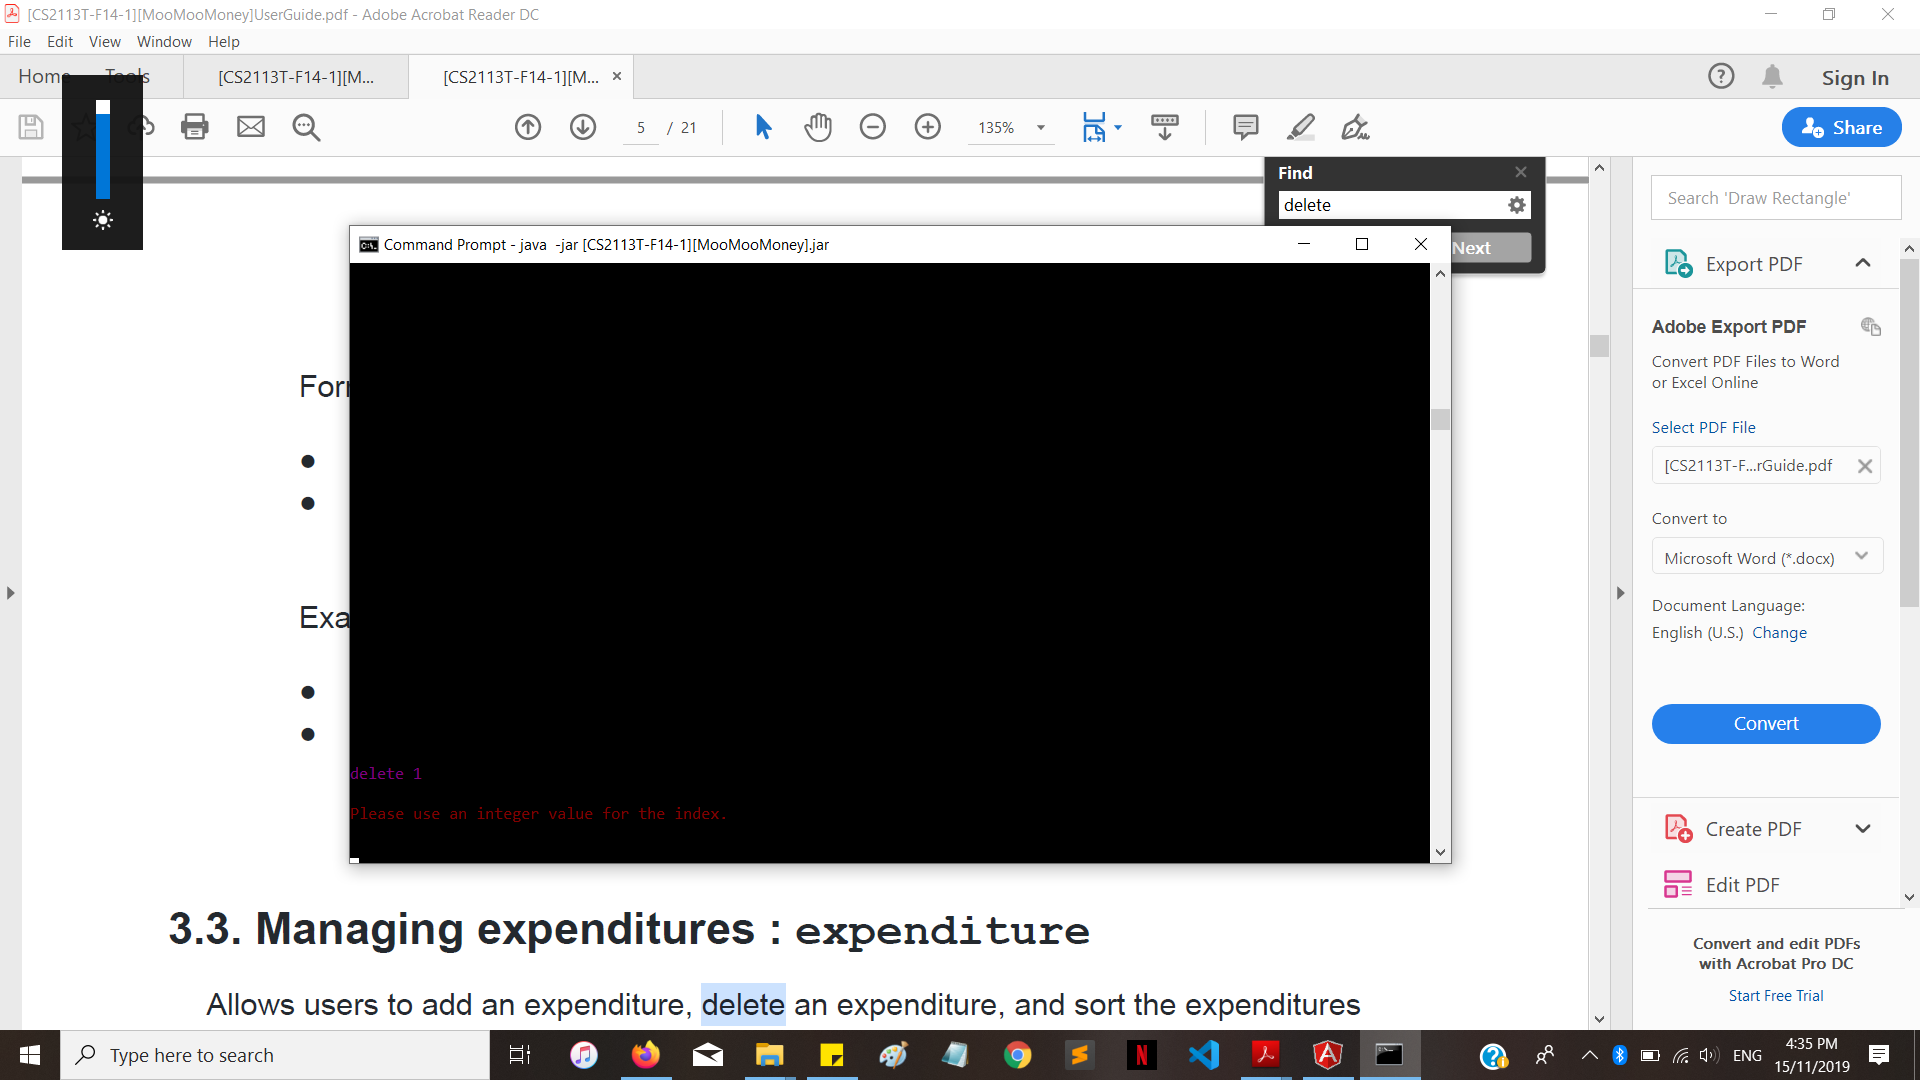 [CS2113T-F14-1][MooMooMoney]UserGuide.pdf - Adobe Acrobat Reader DC
File Edit View Window Help
Home Tools [CS2113T-F14-1][M... [CS2113T-F14-1][M... Sign In
5 / 21 135% Share
Find
delete
Next
Search 'Draw Rectangle'
Command Prompt - java -jar [CS2113T-F14-1][MooMooMoney].jar
Export PDF
Adobe Export PDF
Convert PDF Files to Word
or Excel Online
Select PDF File
[CS2113T-F...rGuide.pdf
Convert to
Microsoft Word (*.docx)
Document Language:
English (U.S.) Change
Convert
Create PDF
Edit PDF
Convert and edit PDFs
with Acrobat Pro DC
Start Free Trial
delete 1
Please use an integer value for the index.
3.3. Managing expenditures : expenditure
Allows users to add an expenditure, delete an expenditure, and sort the expenditures
Type here to search
ENG
4:35 PM
15/11/2019